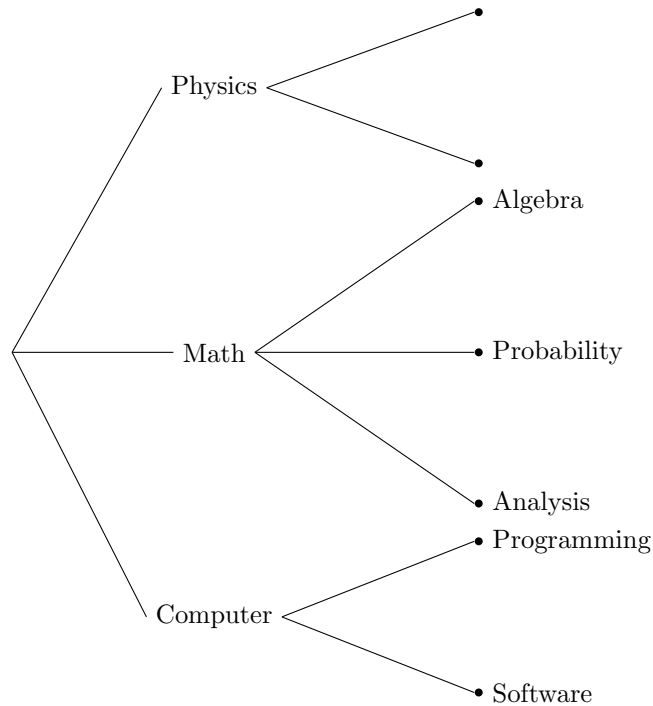 Physics
Algebra
Math
Probability
Analysis
Programming
Computer
Software